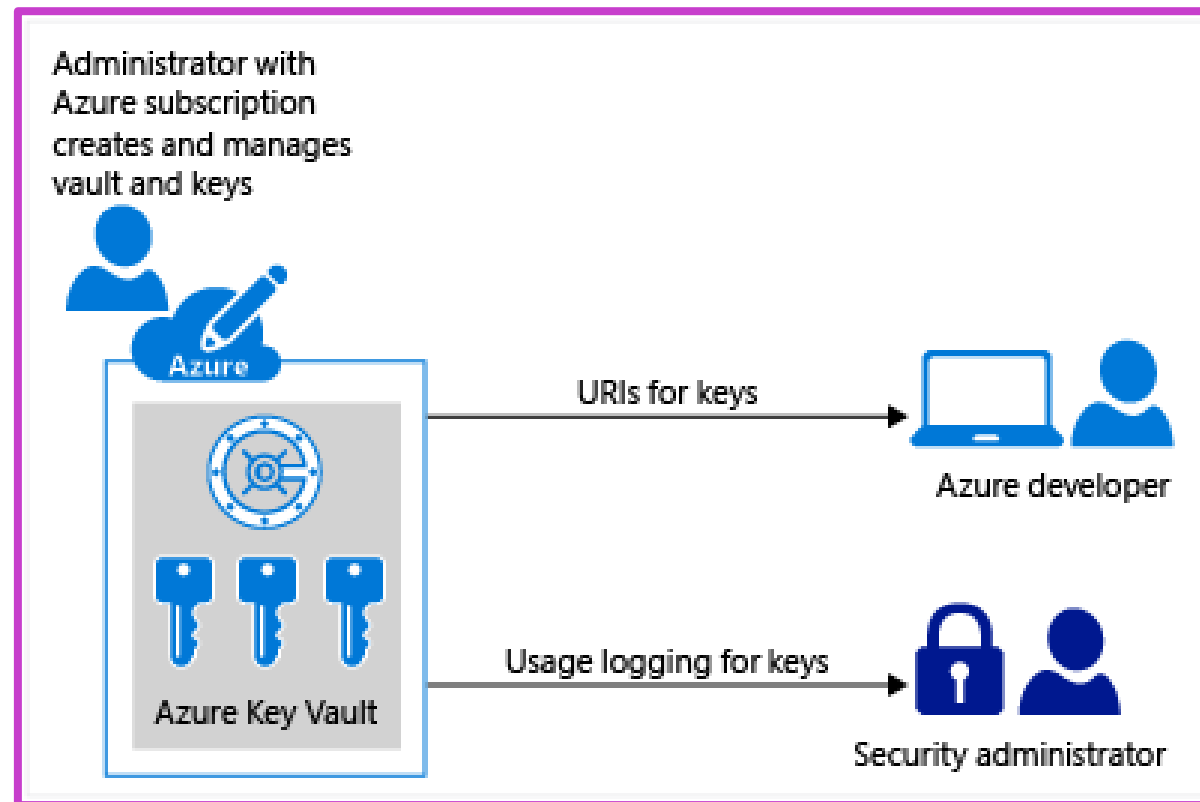 Administrator with
Azure subscription
creates and manages
vault and keys
Azure
URIs for keys
Azure developer
Usage logging for keys
Azure Key Vault
Security administrator